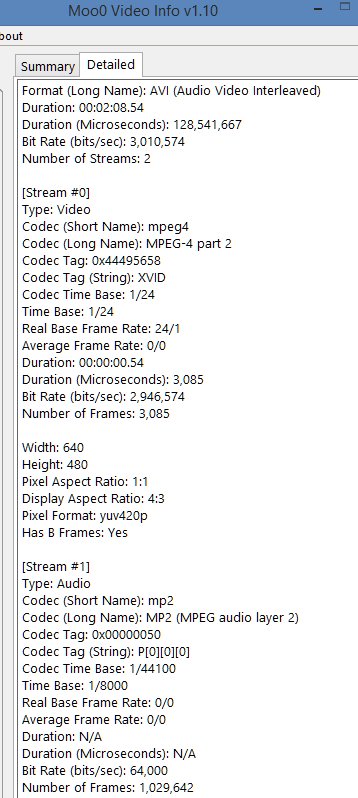 Moo0 Video Info v1.10
bout
Summary Detailed
Format (Long Name): AVI (Audio Video Interleaved)
Duration: 00:02:08.54
Duration (Microseconds): 128,541,667
Bit Rate (bits/sec): 3,010,574
Number of Streams: 2
[Stream #0]
Type: Video
Codec (Short Name): mpeg4
Codec (Long Name): MPEG-4 part 2
Codec Tag: 0x44495658
Codec Tag (String): XVID
Codec Time Base: 1/24
Time Base: 1/24
Real Base Frame Rate: 24/1
Average Frame Rate: 0/0
Duration: 00:00:00.54
Duration (Microseconds): 3,085
Bit Rate (bits/sec): 2,946,574
Number of Frames: 3,085
Width: 640
Height: 480
Pixel Aspect Ratio: 1:1
Display Aspect Ratio: 4:3
Pixel Format: yuv420p
Has B Frames: Yes
[Stream #1]
Type: Audio
Codec (Short Name): mp2
Codec (Long Name): MP2 (MPEG audio layer 2)
Codec Tag: 0x00000050
Codec Tag (String): P[0][0][0]
Codec Time Base: 1/44100
Time Base: 1/8000
Real Base Frame Rate: 0/0
Average Frame Rate: 0/0
Duration: N/A
Duration (Microseconds): N/A
Bit Rate (bits/sec): 64,000
Number of Frames: 1,029,642